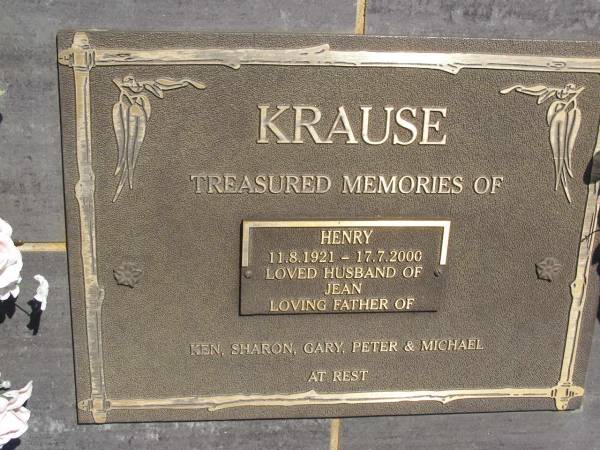 KRAUSE
TREASURED MEMORIES OF
HENRY
11.8.1921 – 17.7.2000
LOVED HUSBAND OF
JEAN
LOVING FATHER OF
KEN, SHARON, GARY, PETER & MICHAEL
AT REST